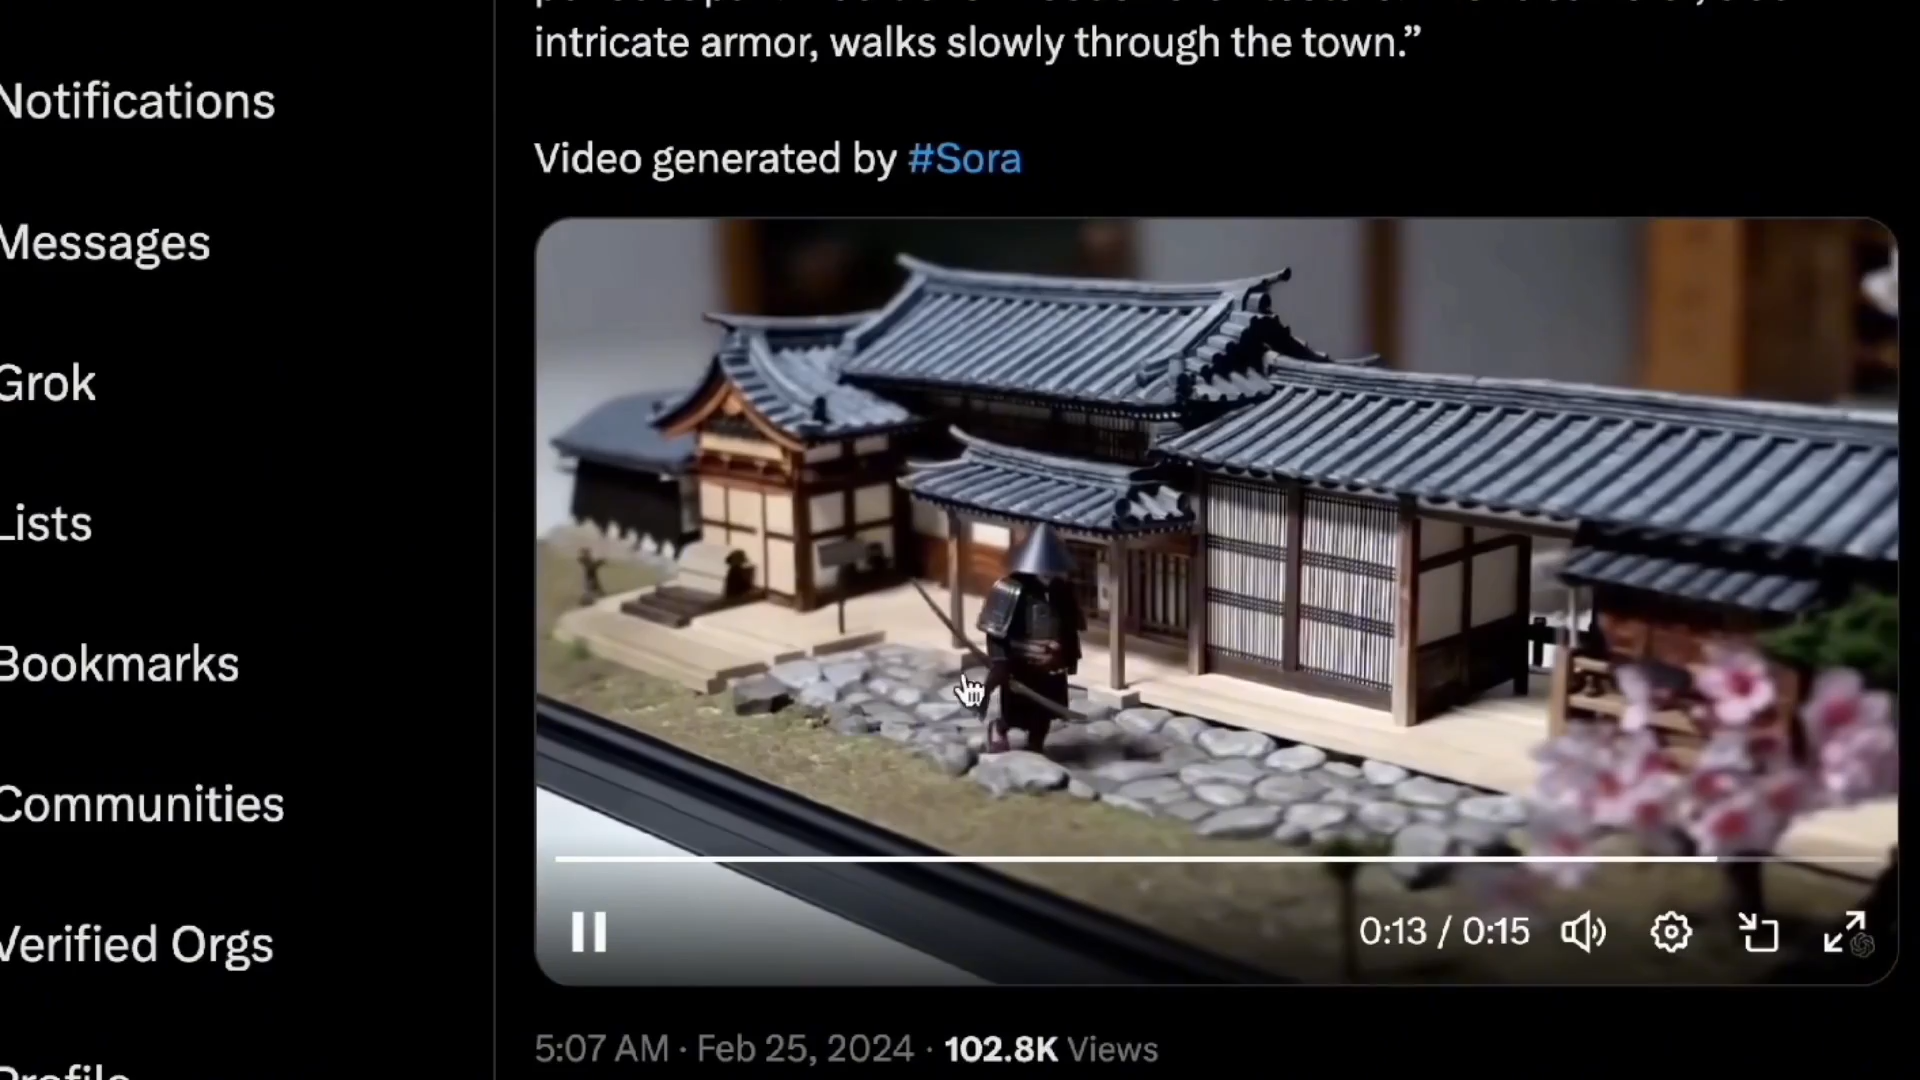 intricate armor, walks slowly through the town.”
Video generated by #Sora
Notifications
Messages
Grok
Lists
Bookmarks
Communities
Verified Orgs
Profile
0:13 / 0:15
5:07 AM · Feb 25, 2024 · 102.8K Views